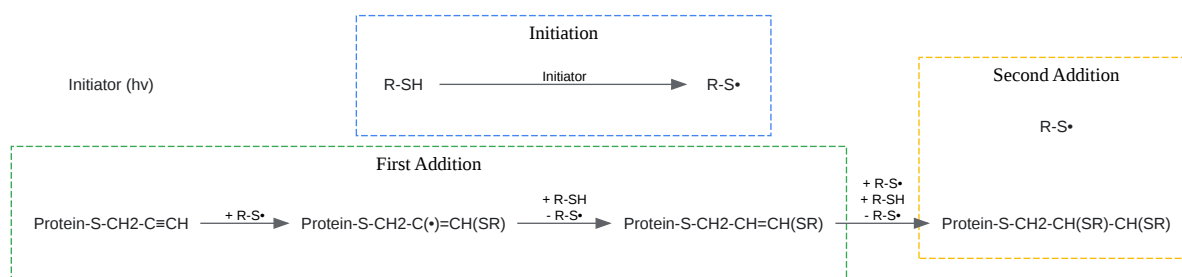 Initiation
Initiator (hv)
R-SH
Initiator
R-S•
Second Addition
R-S•
First Addition
Protein-S-CH2-C≡CH
+ R-S•
Protein-S-CH2-C(•)=CH(SR)
+ R-SH
- R-S•
Protein-S-CH2-CH=CH(SR)
+ R-S•
+ R-SH
- R-S•
Protein-S-CH2-CH(SR)-CH(SR)